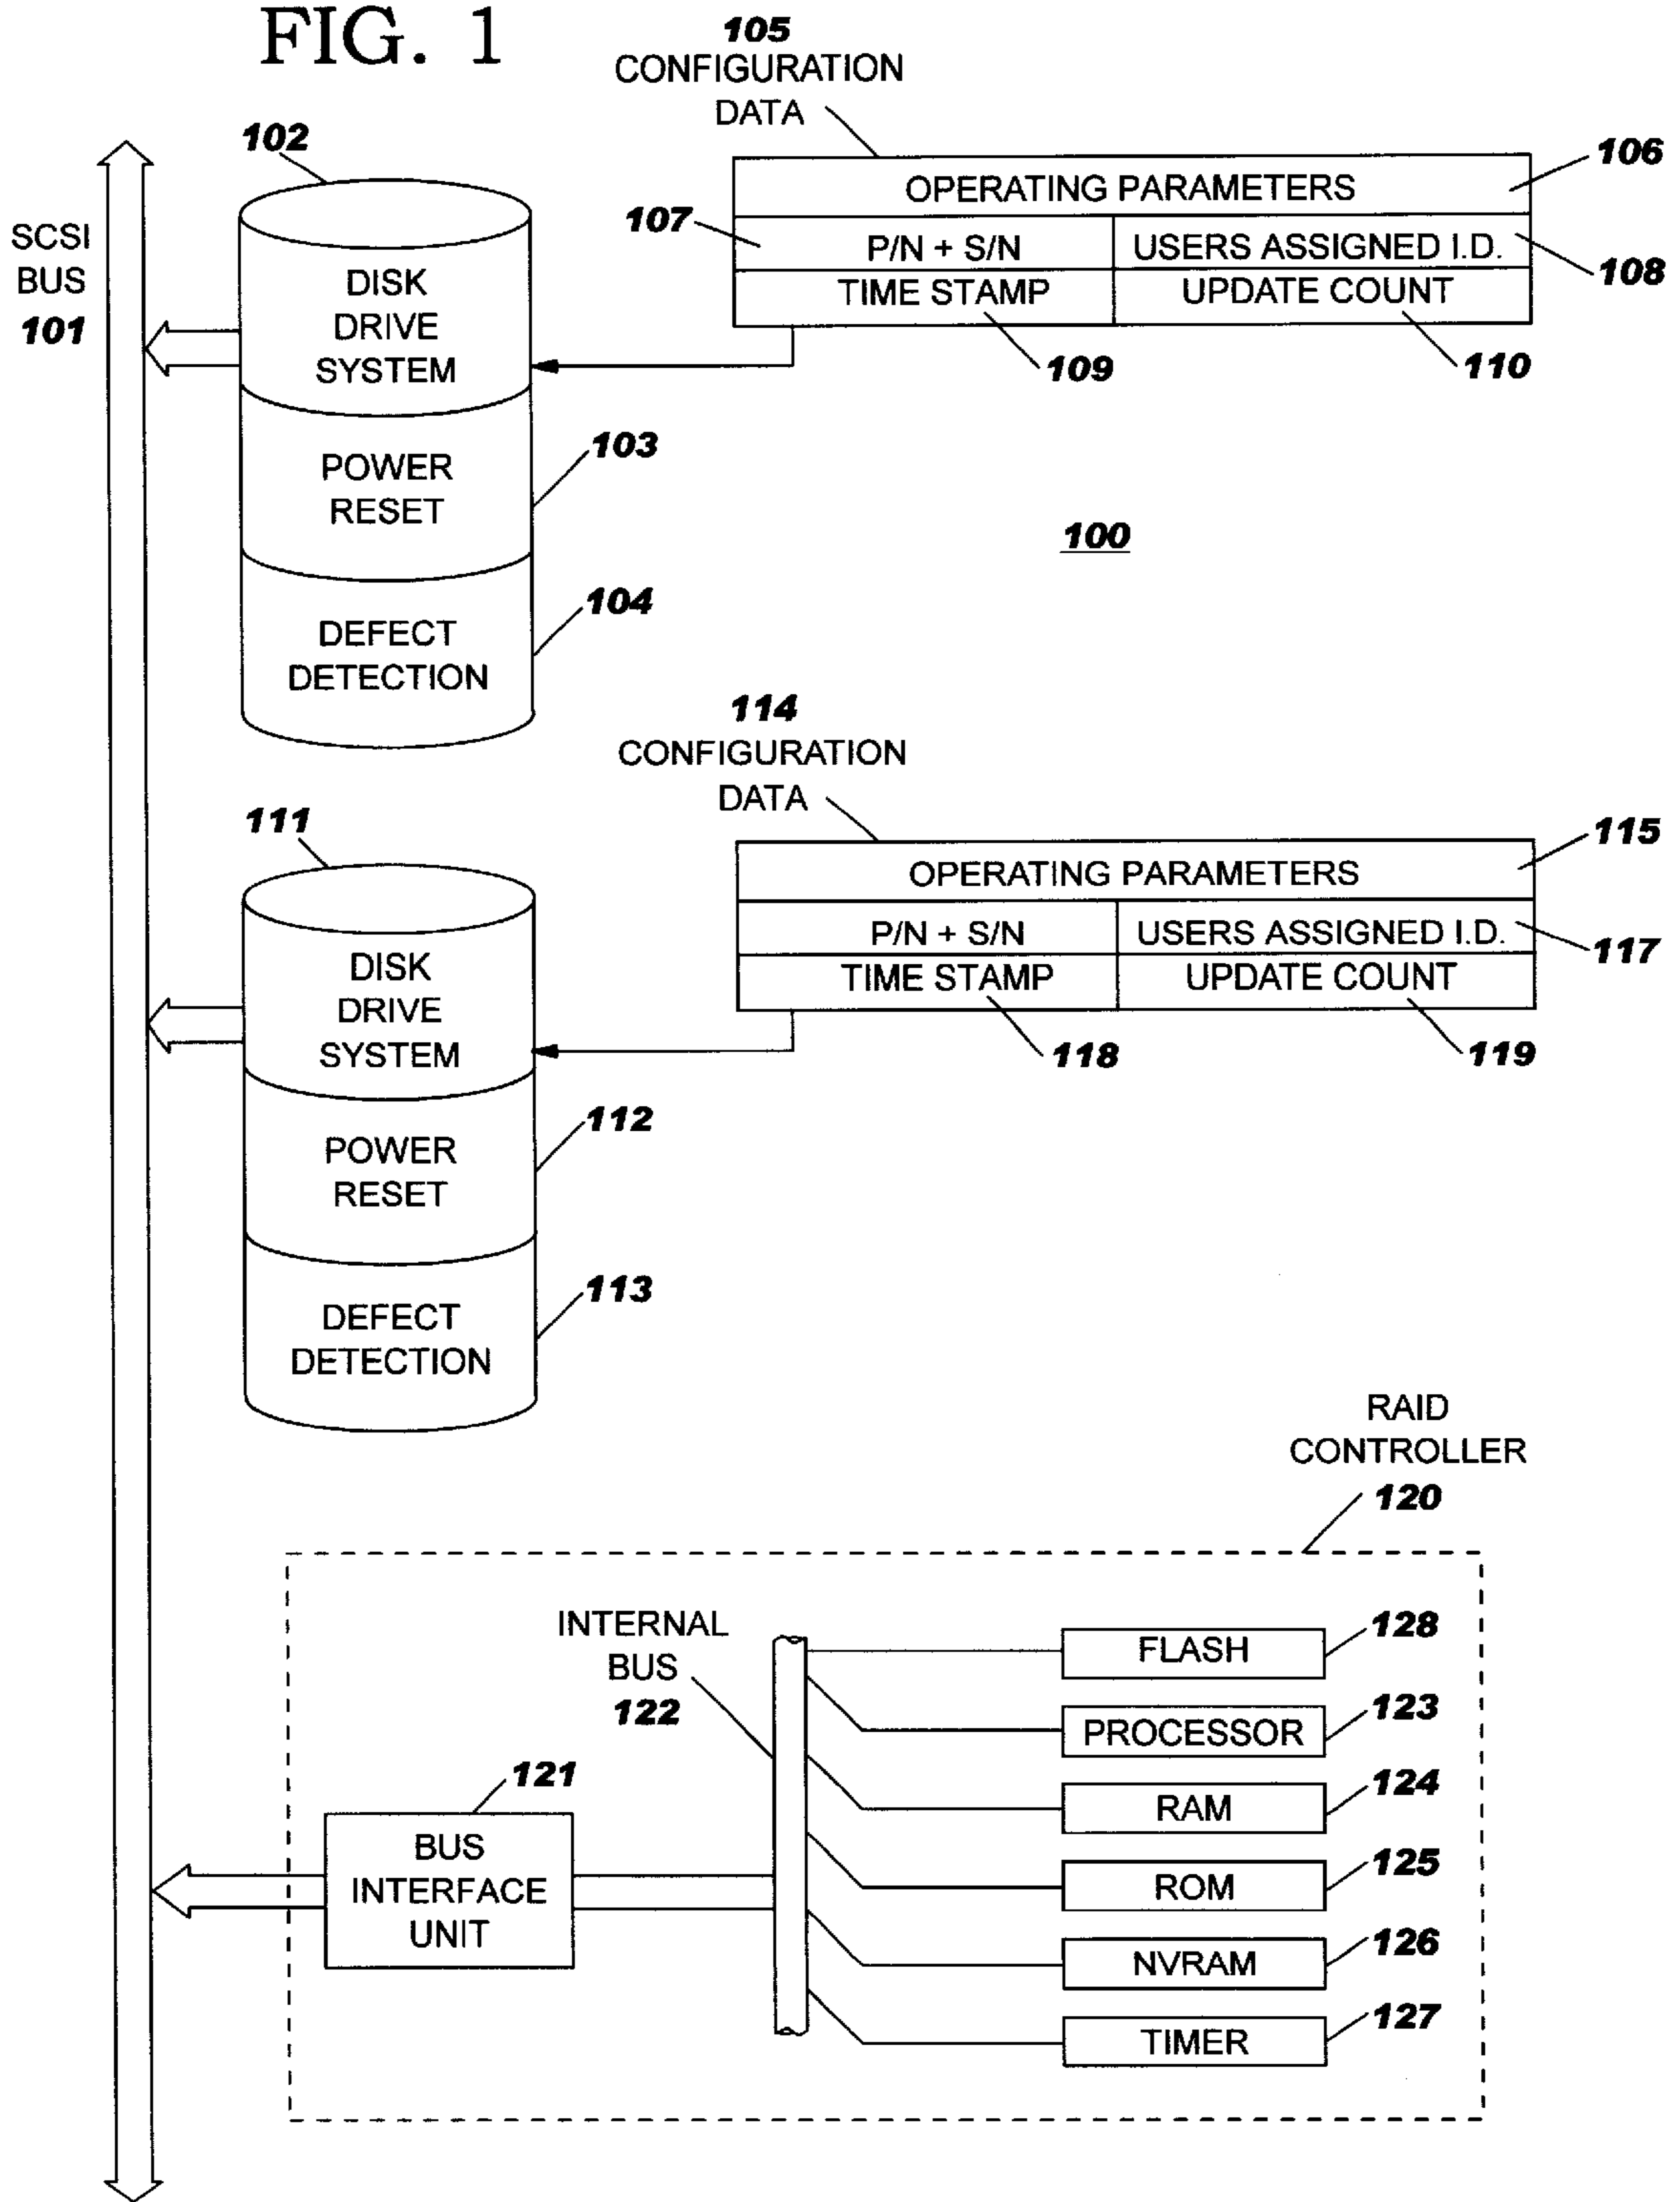 FIG. 1
105
CONFIGURATION
DATA
102
106
OPERATING PARAMETERS
107
P/N + S/N
USERS ASSIGNED I.D.
108
TIME STAMP
UPDATE COUNT
109
110
SCSI
BUS
101
DISK
DRIVE
SYSTEM
103
POWER
RESET
100
104
DEFECT
DETECTION
114
CONFIGURATION
DATA
111
115
OPERATING PARAMETERS
P/N + S/N
USERS ASSIGNED I.D.
117
TIME STAMP
UPDATE COUNT
118
119
DISK
DRIVE
SYSTEM
112
POWER
RESET
113
DEFECT
DETECTION
RAID
CONTROLLER
120
INTERNAL
BUS
122
FLASH
128
PROCESSOR
123
121
RAM
124
BUS
INTERFACE
UNIT
ROM
125
NVRAM
126
TIMER
127